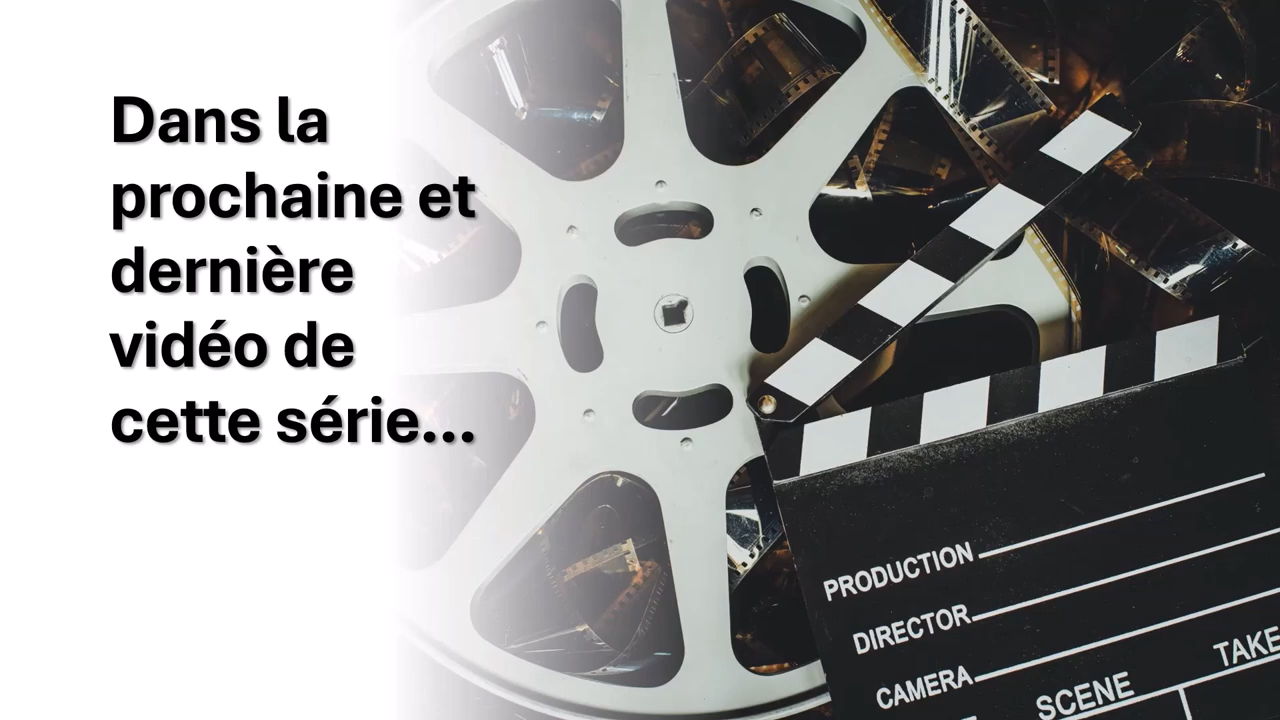 Dans la
prochaine et
dernière
vidéo de
cette série...
PRODUCTION
DIRECTOR
CAMERA
SCENE
TAKE